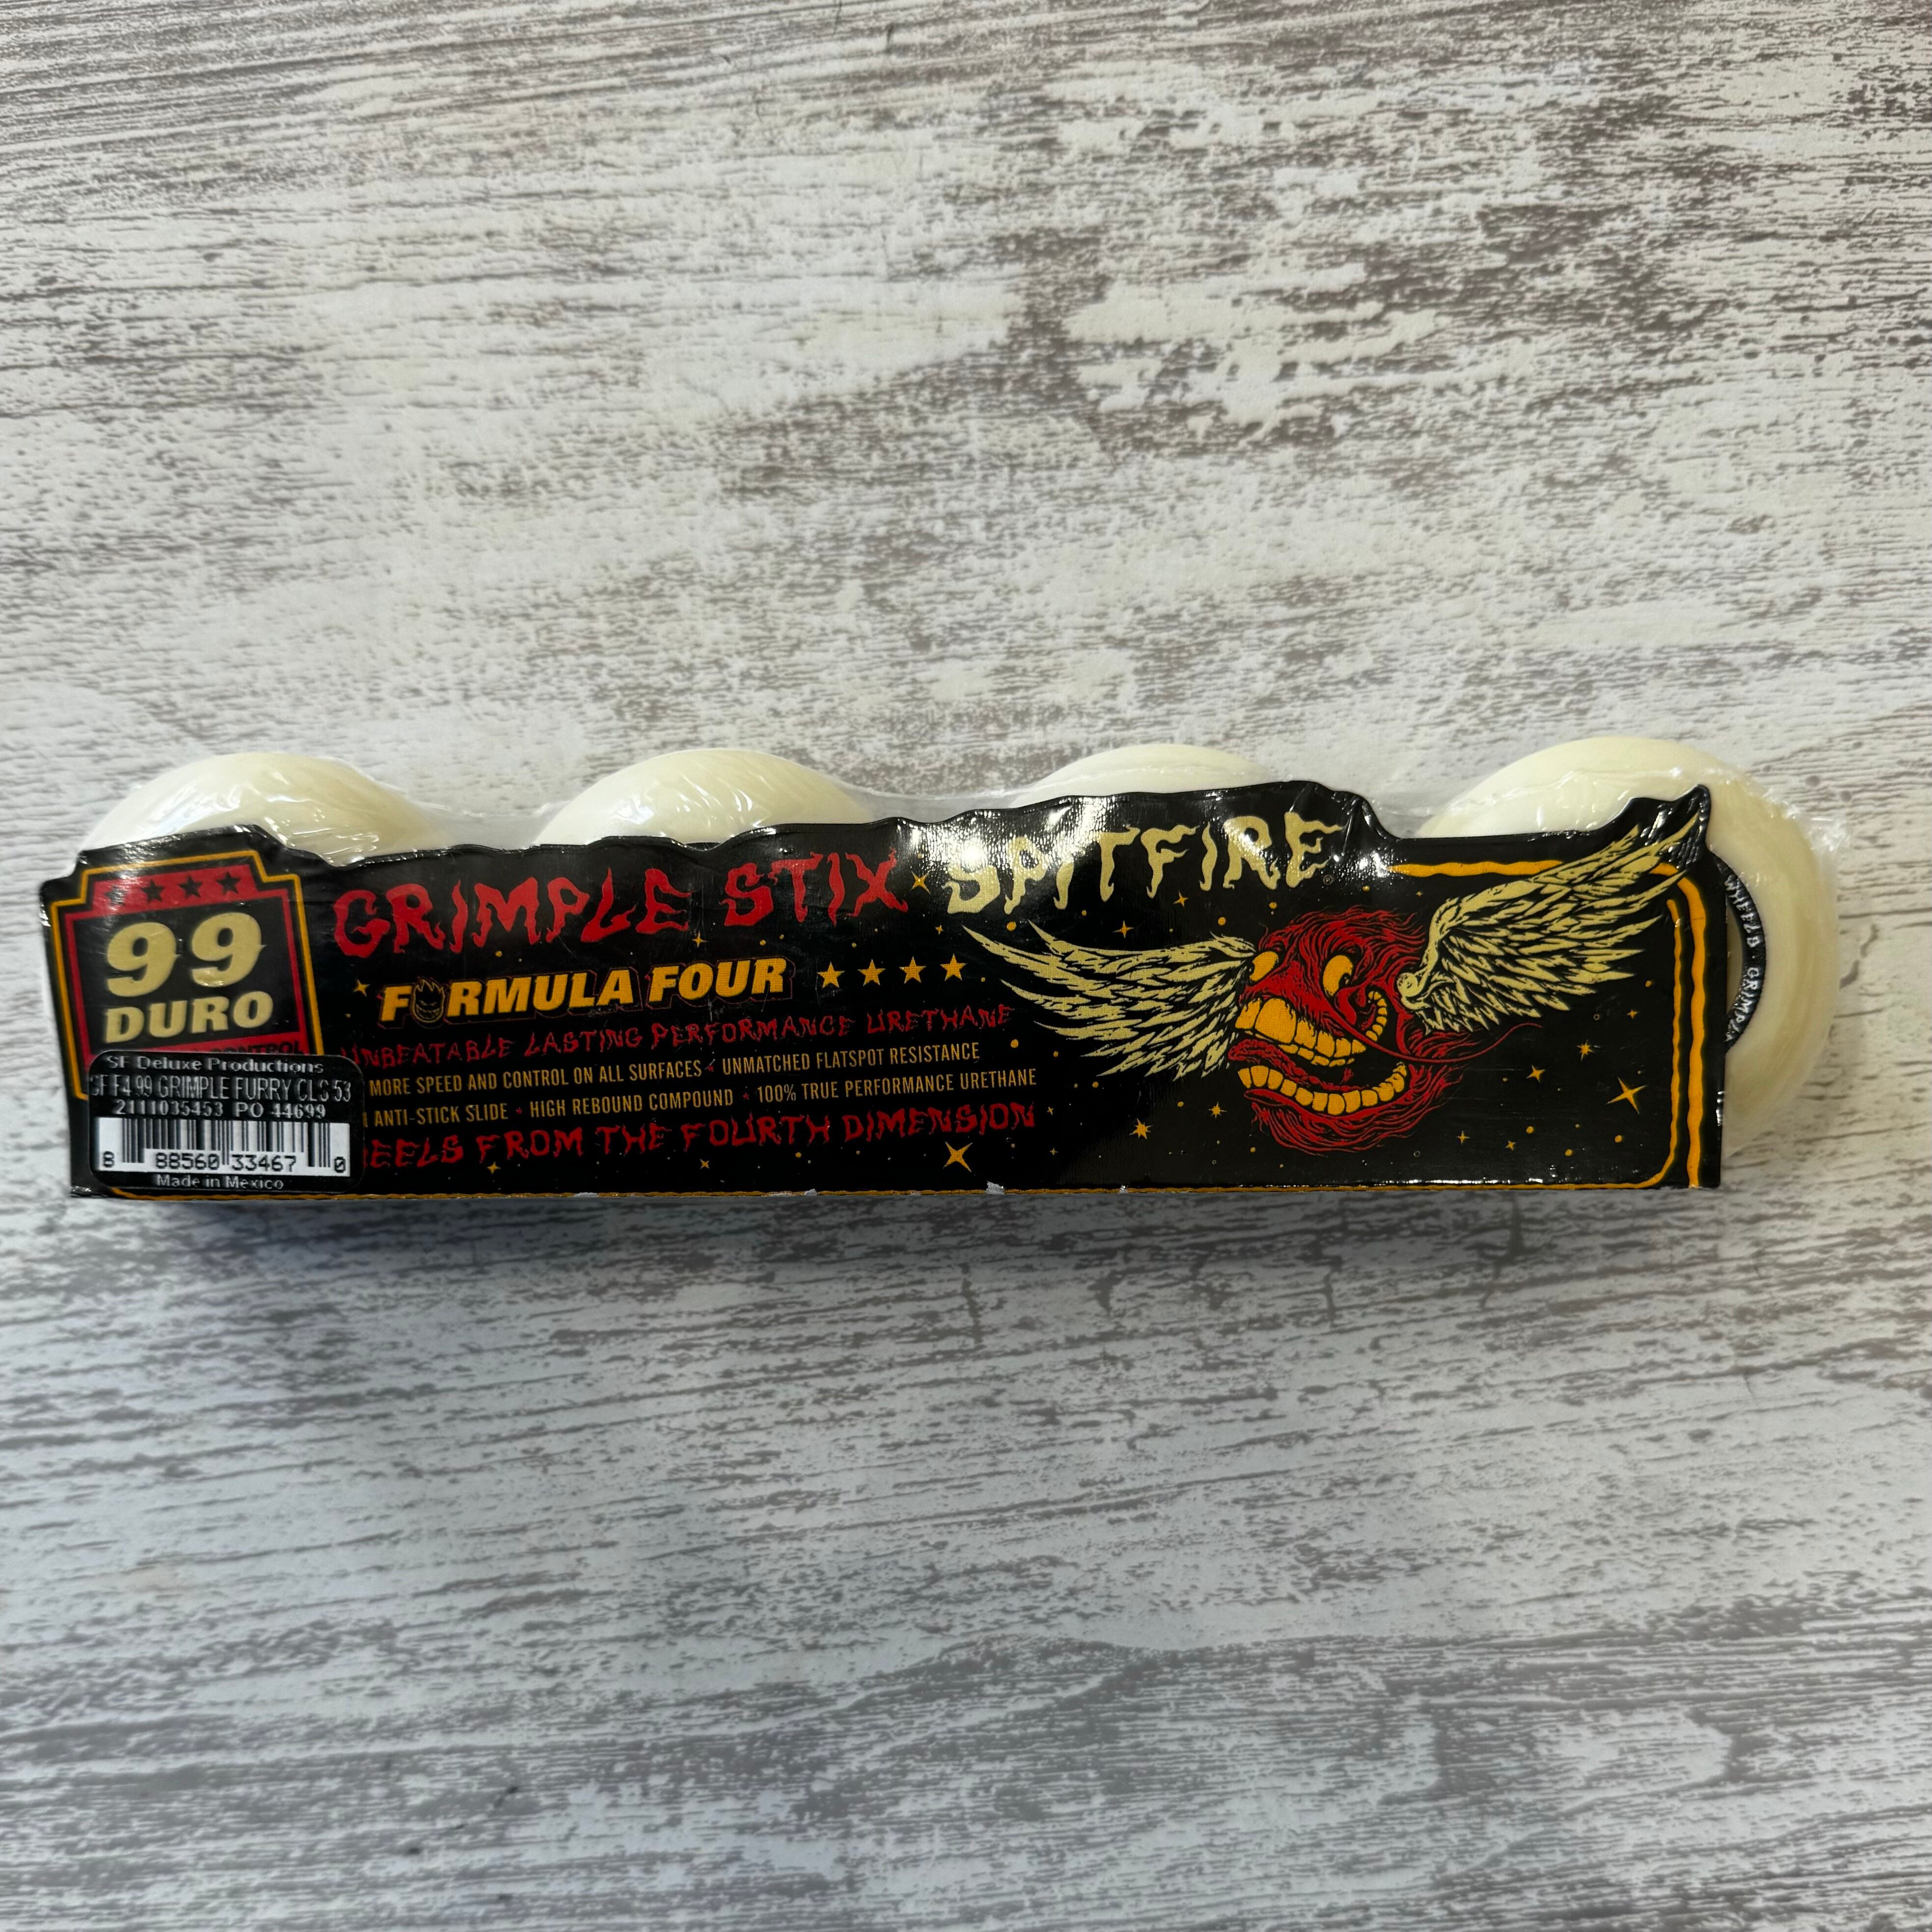 99
DURO
CONTROL
SF Deluxe Productions
SF F4 99 GRIMPLE FURRY CLS 53
2111035453 PO 44699
8 88560 33467 0
Made in Mexico
GRIMPLE STIX SPITFIRE
FORMULA FOUR
UNBEATABLE LASTING PERFORMANCE URETHANE
MORE SPEED AND CONTROL ON ALL SURFACES UNMATCHED FLATSPOT RESISTANCE
ANTI-STICK SLIDE HIGH REBOUND COMPOUND 100% TRUE PERFORMANCE URETHANE
EELS FROM THE FOURTH DIMENSION
WHEELS